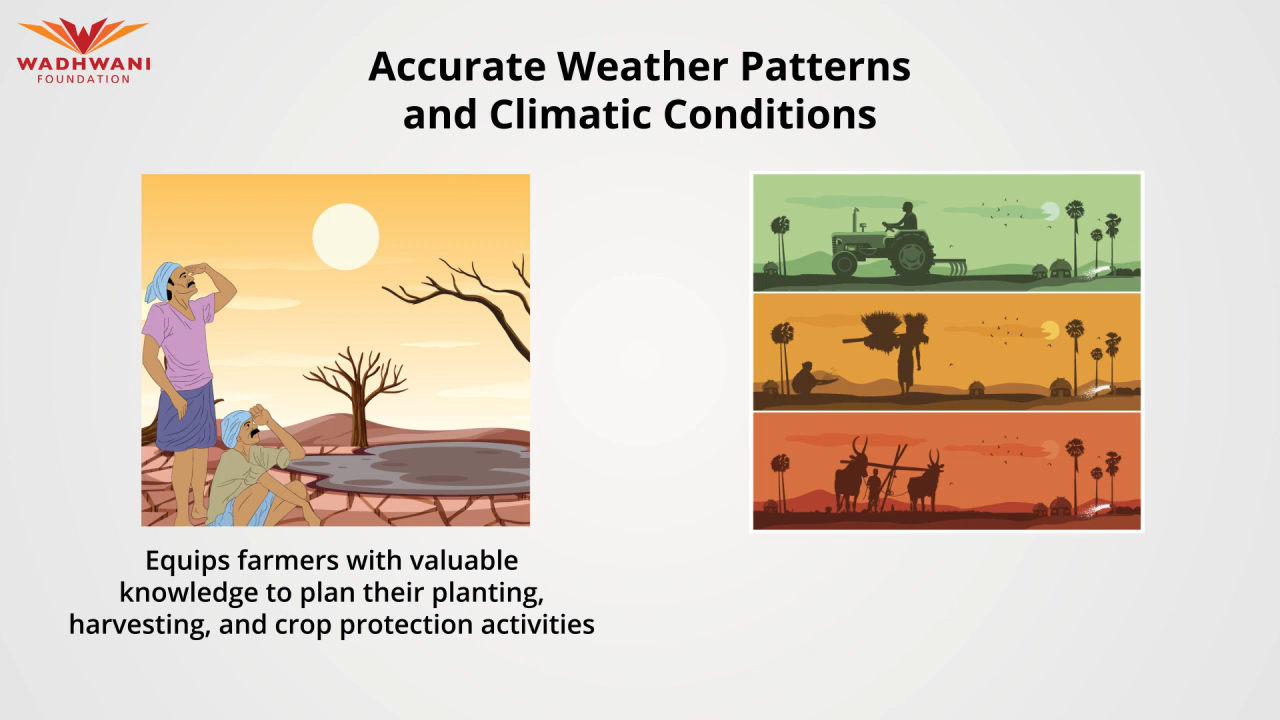 WADHWANI
FOUNDATION
Accurate Weather Patterns
and Climatic Conditions
Equips farmers with valuable
knowledge to plan their planting,
harvesting, and crop protection activities